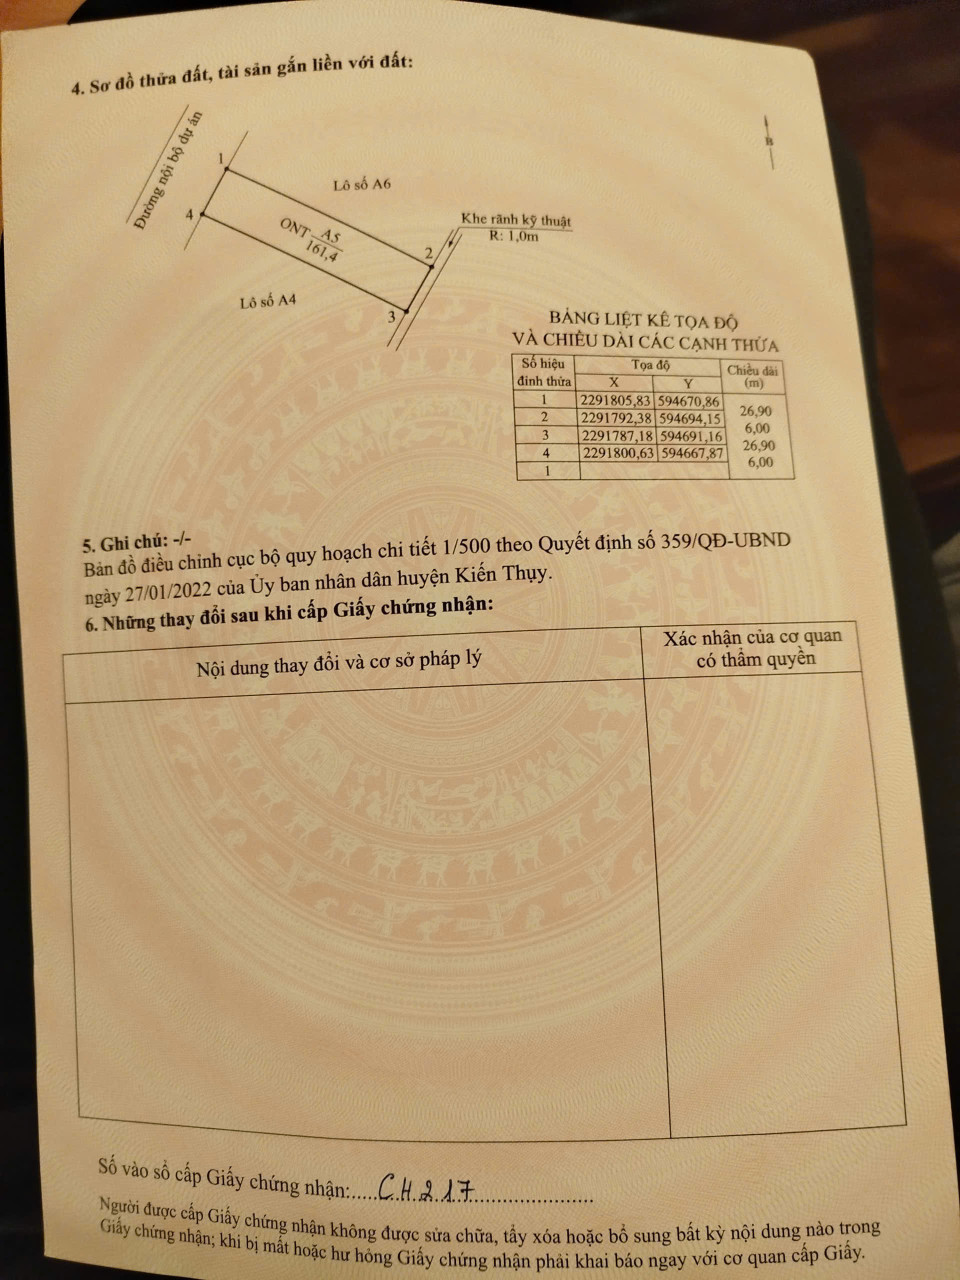 4. Sơ đồ thửa đất, tài sản gắn liền với đất:
Đường nội bộ dự án
B
1
Lô số A6
4
ONT A5
161,4
Khe rãnh kỹ thuật
R: 1,0m
2
Lô số A4
3
BẢNG LIỆT KÊ TỌA ĐỘ
VÀ CHIỀU DÀI CÁC CẠNH THỬA
Số hiệu đỉnh thửa Tọa độ Chiều dài (m)
X Y
1 2291805,83 594670,86
26,90
2 2291792,38 594694,15
6,00
3 2291787,18 594691,16
26,90
4 2291800,63 594667,87
6,00
1
5. Ghi chú: -/-
Bản đồ điều chỉnh cục bộ quy hoạch chi tiết 1/500 theo Quyết định số 359/QĐ-UBND
ngày 27/01/2022 của Ủy ban nhân dân huyện Kiến Thụy.
6. Những thay đổi sau khi cấp Giấy chứng nhận:
Nội dung thay đổi và cơ sở pháp lý
Xác nhận của cơ quan
có thẩm quyền
Số vào sổ cấp Giấy chứng nhận:.....CH217.....................
Người được cấp Giấy chứng nhận không được sửa chữa, tẩy xóa hoặc bổ sung bất kỳ nội dung nào trong
Giấy chứng nhận; khi bị mất hoặc hư hỏng Giấy chứng nhận phải khai báo ngay với cơ quan cấp Giấy.